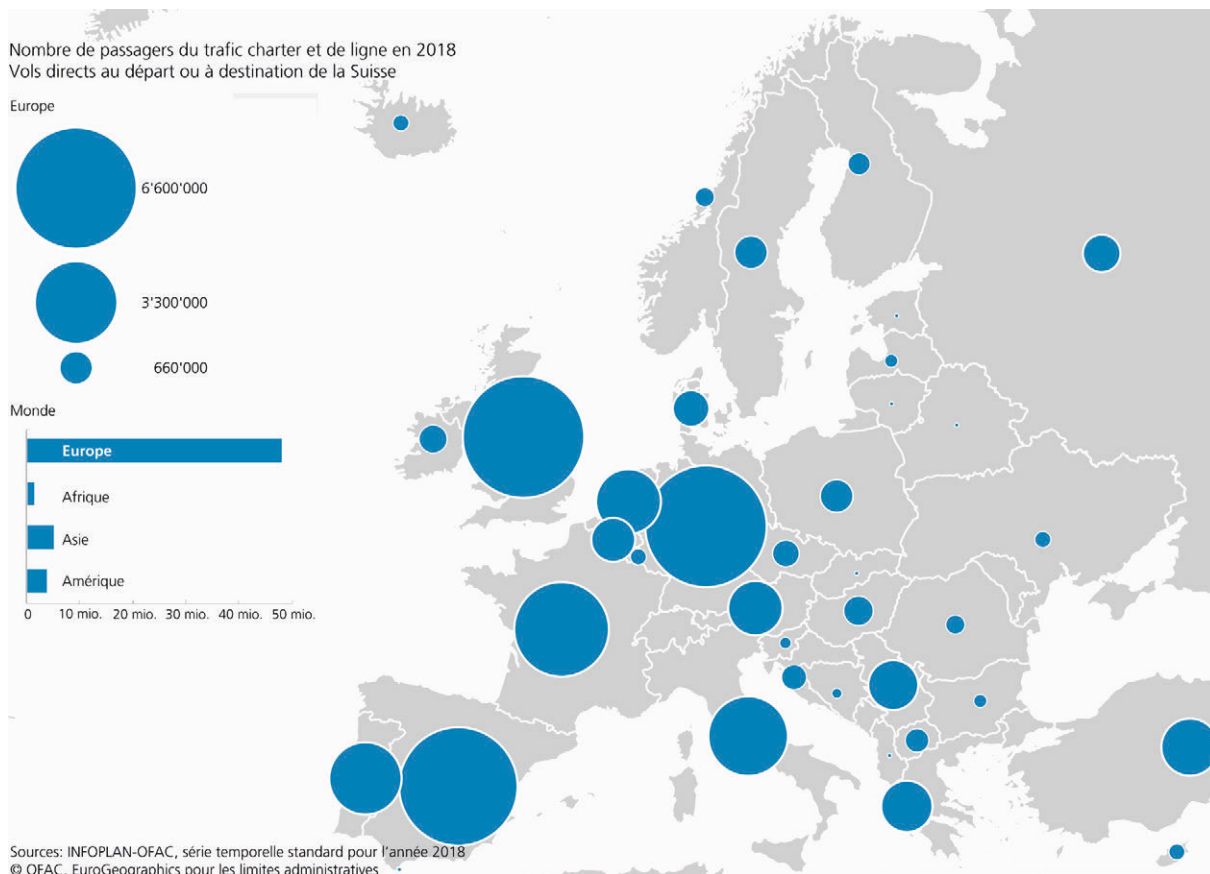 Nombre de passagers du trafic charter et de ligne en 2018
Vols directs au départ ou à destination de la Suisse
Europe
6'600'000
3'300'000
660'000
Monde
Europe
Afrique
Asie
Amérique
0 10 mio. 20 mio. 30 mio. 40 mio. 50 mio.
Sources: INFOPLAN-OFAC, série temporelle standard pour l'année 2018
© OFAC, EuroGeographics pour les limites administratives